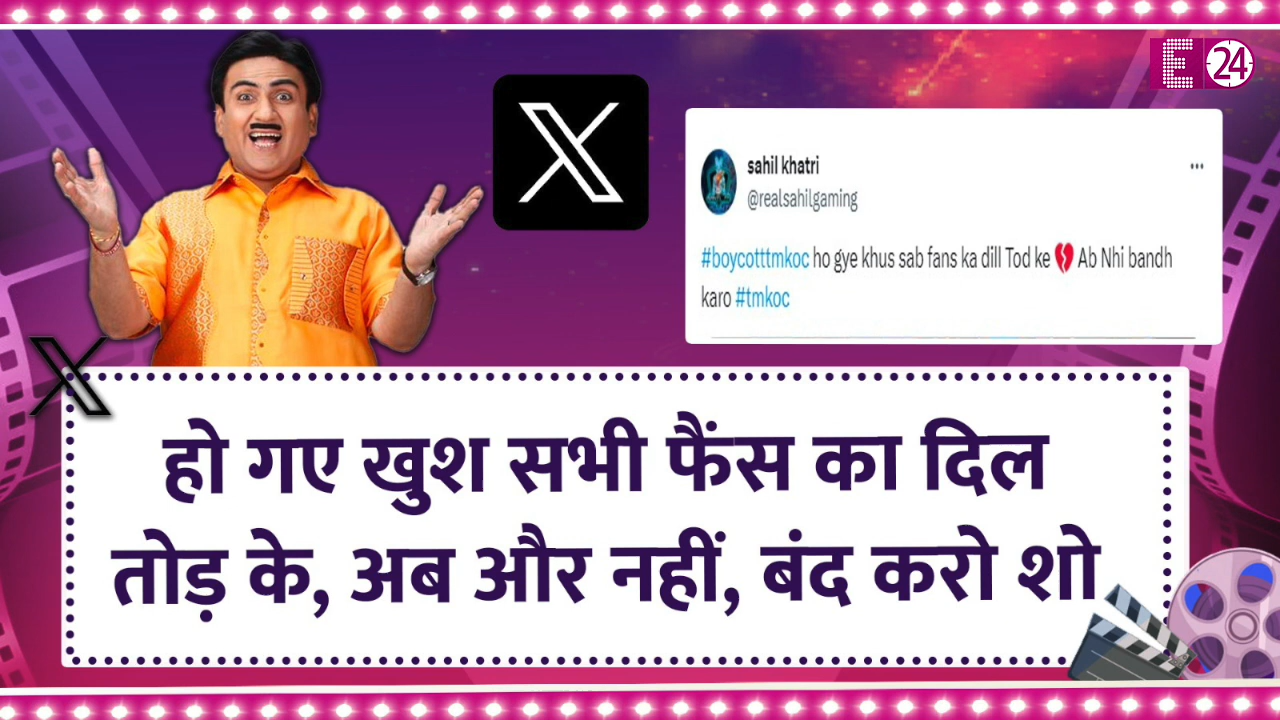 E 24
X
sahil khatri
@realsahilgaming
#boycotttmkoc ho gye khus sab fans ka dill Tod ke 💔 Ab Nhi bandh
karo #tmkoc
X
हो गए खुश सभी फैंस का दिल
तोड़ के, अब और नहीं, बंद करो शो